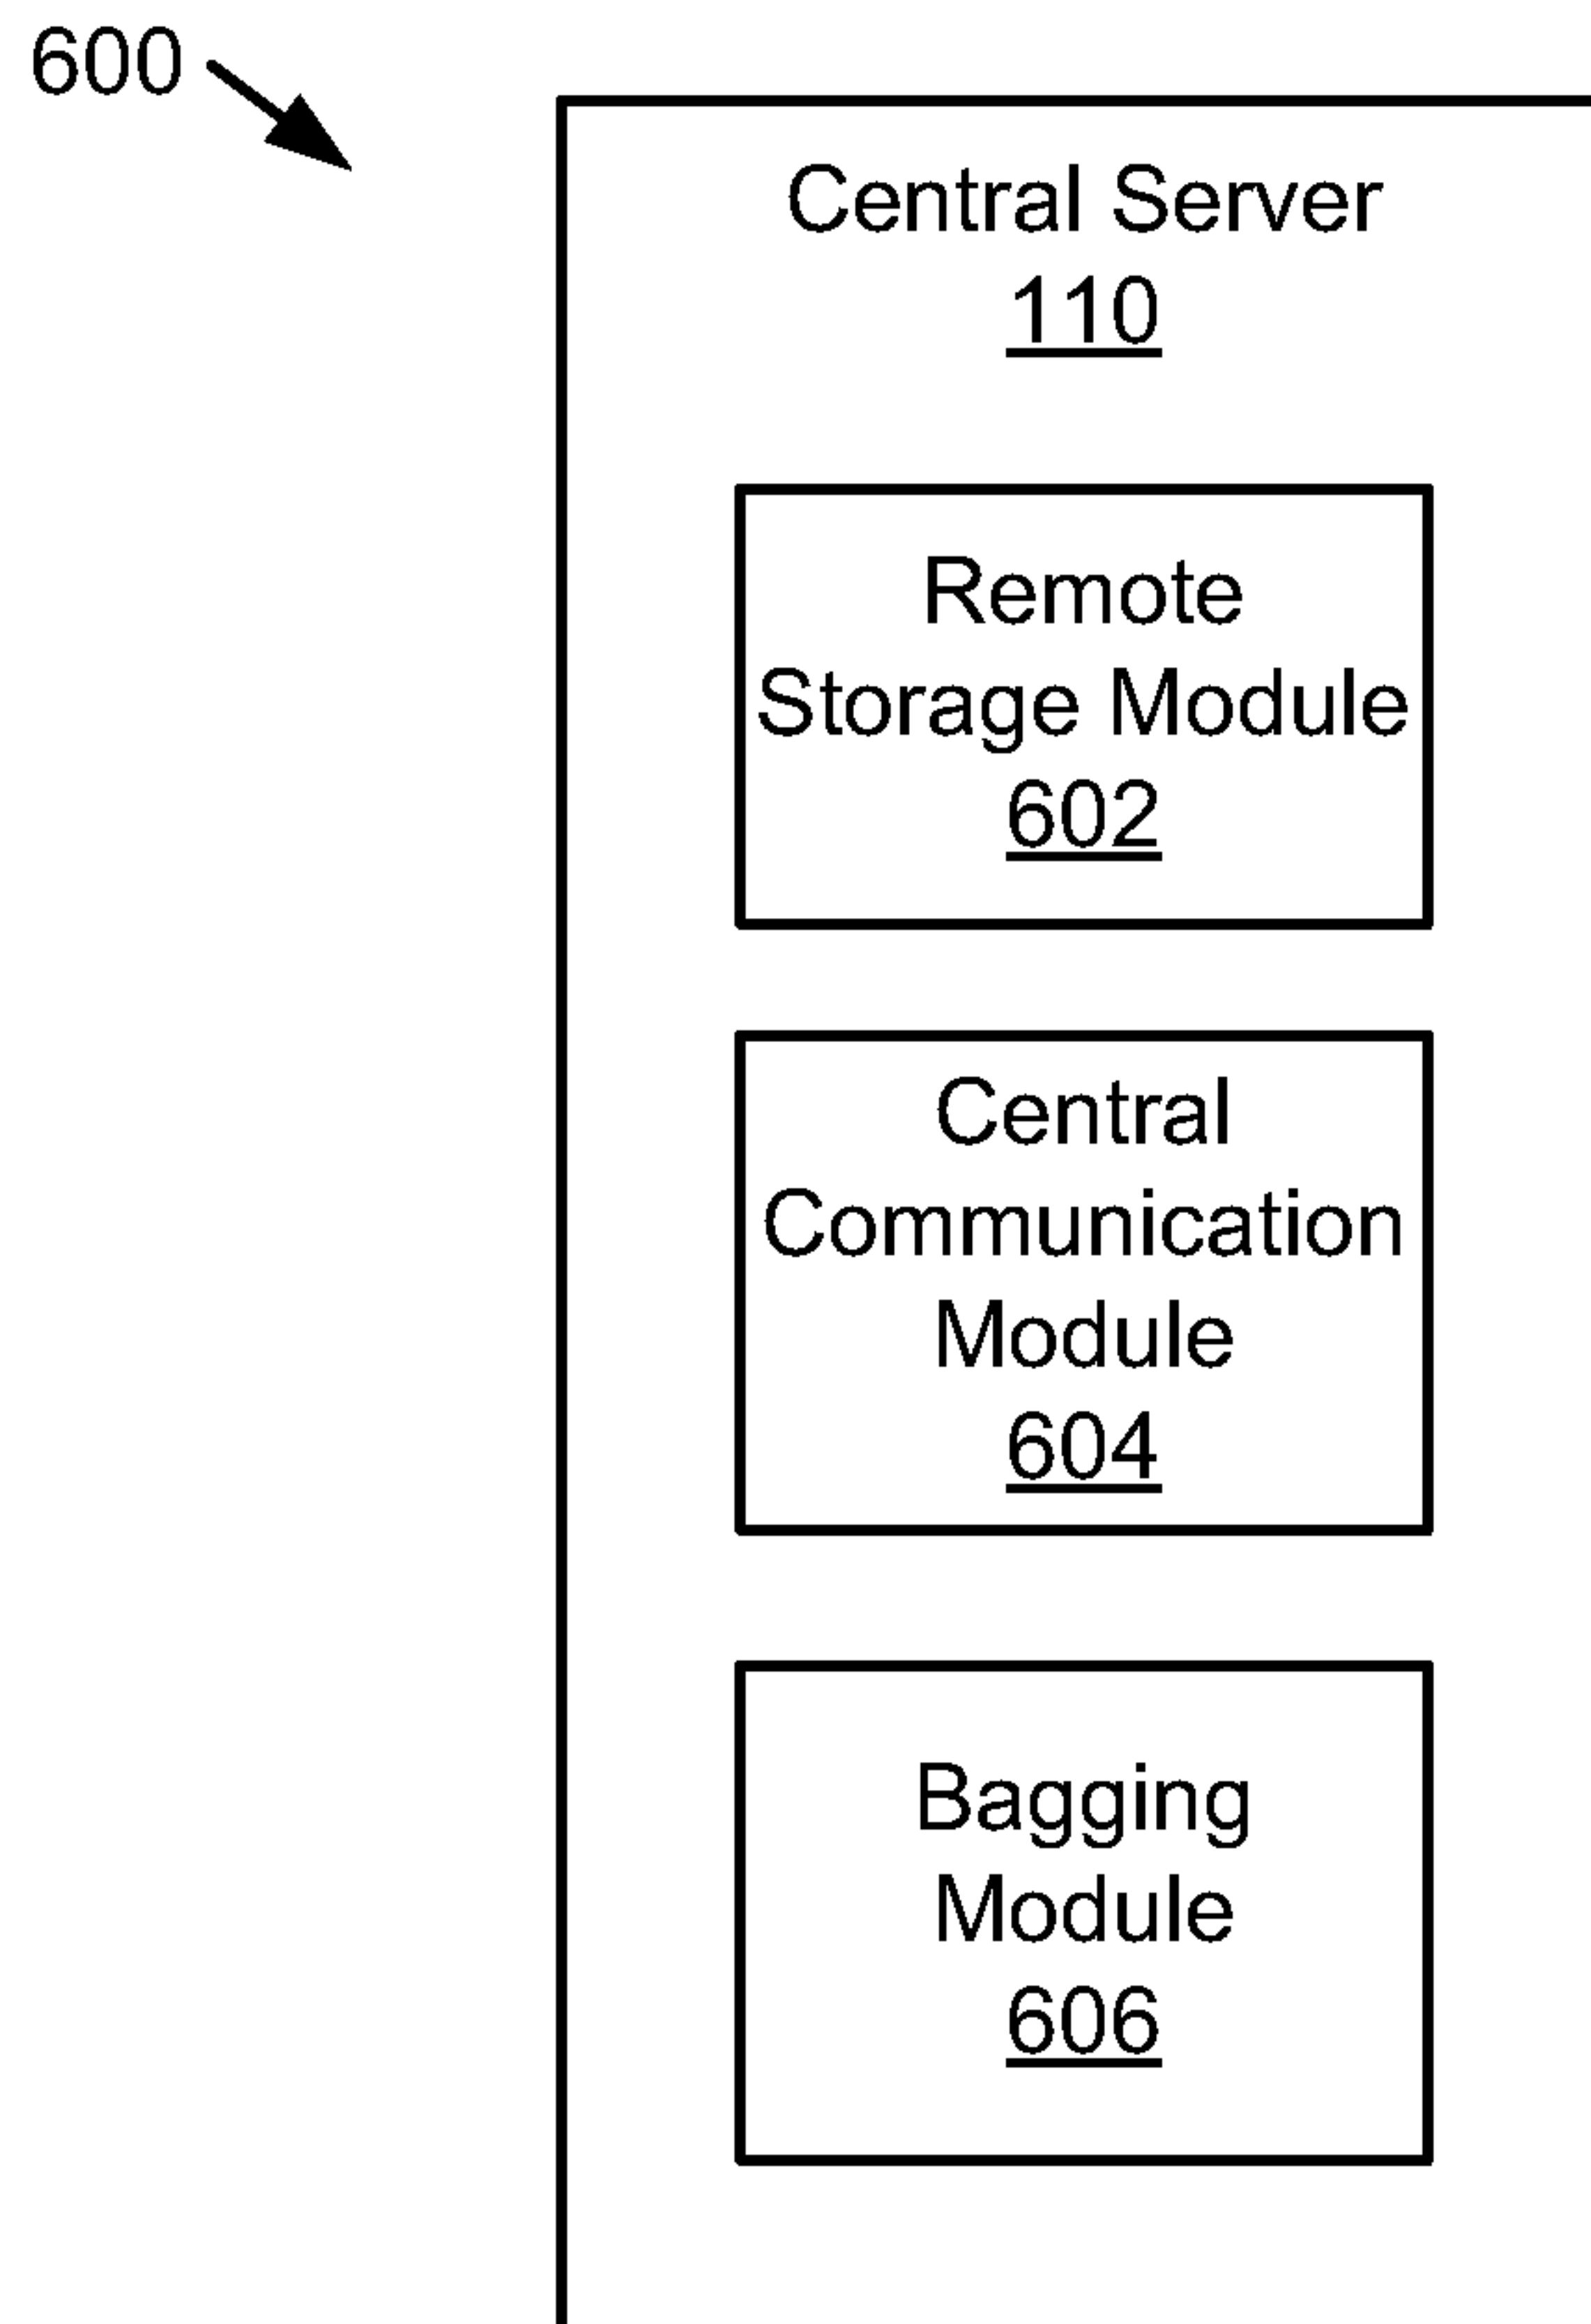 600
Central Server
110
Remote
Storage Module
602
Central
Communication
Module
604
Bagging
Module
606